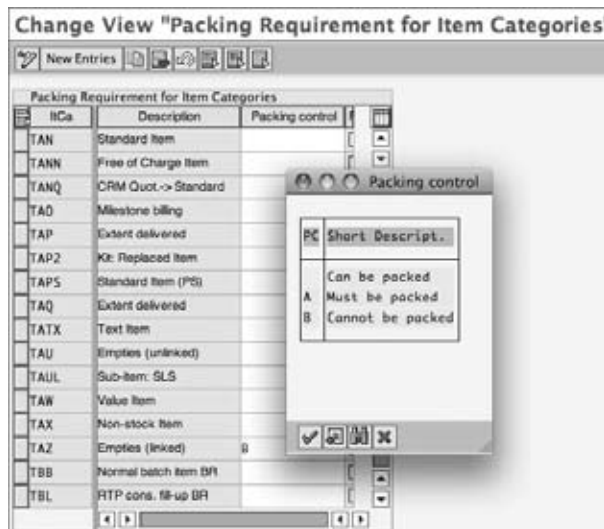 Change View "Packing Requirement for Item Categories
New Entries
Packing Requirement for Item Categories
ItCa Description Packing control
TAN Standard Item
TANN Free of Charge Item
TANQ CRM Quot.-> Standard
TAO Milestone billing
TAP Extent delivered
TAP2 Kit: Replaced Item
TAPS Standard Item (PS)
TAQ Extent delivered
TATX Text Item
TAU Empties (unlinked)
TAUL Sub-item: SLS
TAW Value Item
TAX Non-stock Item
TAZ Empties (linked) B
TBB Normal batch item BR
TBL RTP cons. fill-up BR
Packing control
PC Short Descript.
Can be packed
A Must be packed
B Cannot be packed